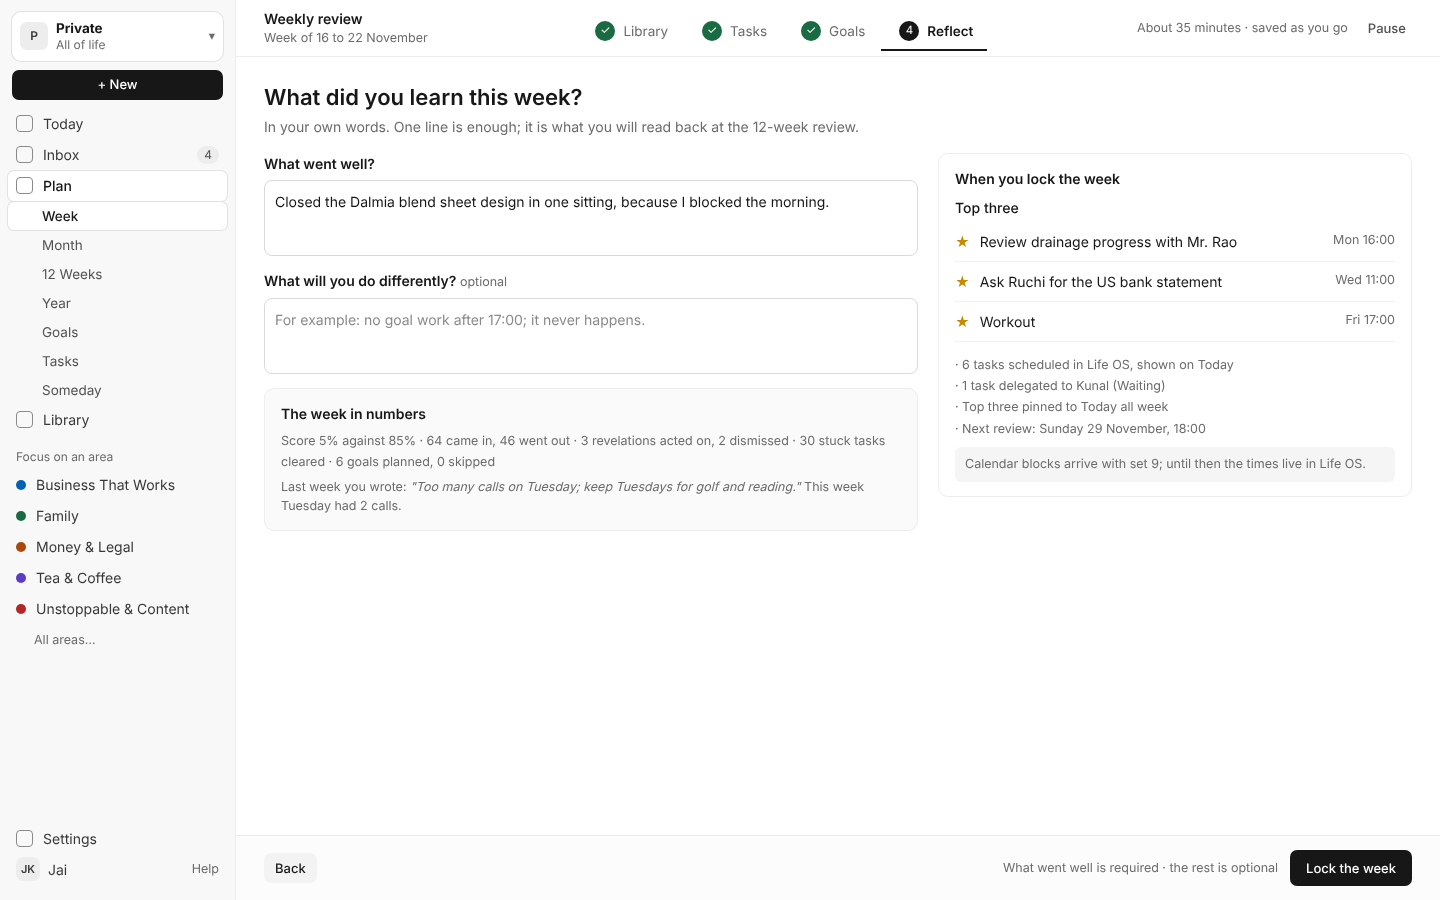 P
Private
All of life
▾
+ New
Today
Inbox 4
Plan
Week
Month
12 Weeks
Year
Goals
Tasks
Someday
Library
Focus on an area
Business That Works
Family
Money & Legal
Tea & Coffee
Unstoppable & Content
All areas...
Settings
JK Jai Help
Weekly review
Week of 16 to 22 November
✓ Library ✓ Tasks ✓ Goals 4 Reflect
About 35 minutes · saved as you go Pause
What did you learn this week?
In your own words. One line is enough; it is what you will read back at the 12-week review.
What went well?
Closed the Dalmia blend sheet design in one sitting, because I blocked the morning.
What will you do differently? optional
For example: no goal work after 17:00; it never happens.
The week in numbers
Score 5% against 85% · 64 came in, 46 went out · 3 revelations acted on, 2 dismissed · 30 stuck tasks
cleared · 6 goals planned, 0 skipped
Last week you wrote: "Too many calls on Tuesday; keep Tuesdays for golf and reading." This week
Tuesday had 2 calls.
When you lock the week
Top three
★ Review drainage progress with Mr. Rao Mon 16:00
★ Ask Ruchi for the US bank statement Wed 11:00
★ Workout Fri 17:00
· 6 tasks scheduled in Life OS, shown on Today
· 1 task delegated to Kunal (Waiting)
· Top three pinned to Today all week
· Next review: Sunday 29 November, 18:00
Calendar blocks arrive with set 9; until then the times live in Life OS.
Back
What went well is required · the rest is optional
Lock the week